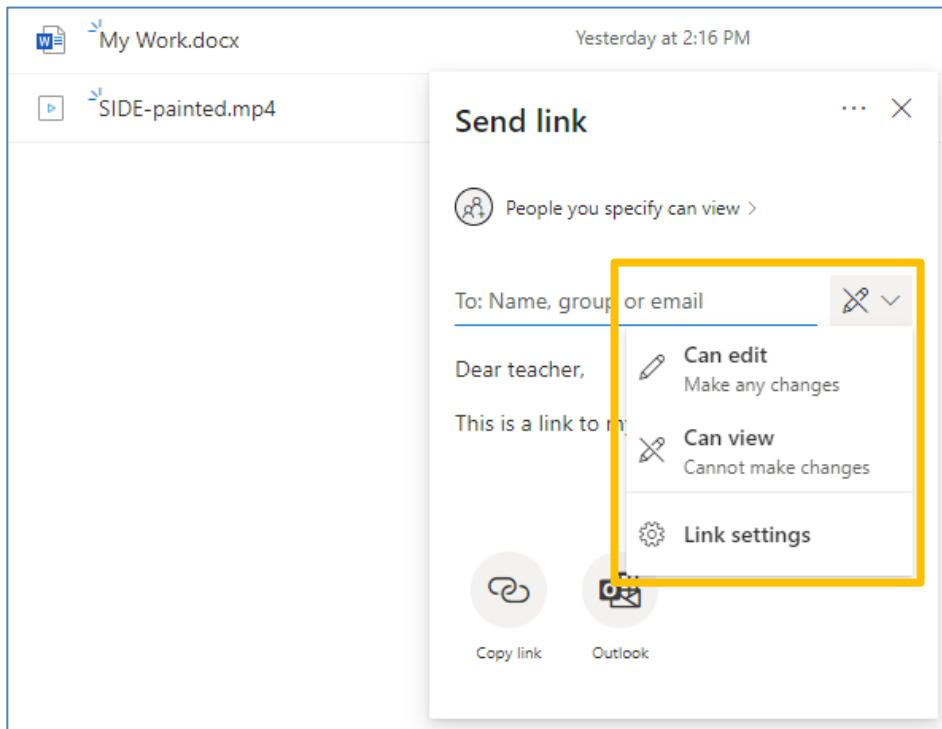 My Work.docx
Yesterday at 2:16 PM
SIDE-painted.mp4
Send link
People you specify can view
To: Name, group or email
Can edit
Make any changes
Dear teacher,
This is a link to
Can view
Cannot make changes
Link settings
Copy link
Outlook